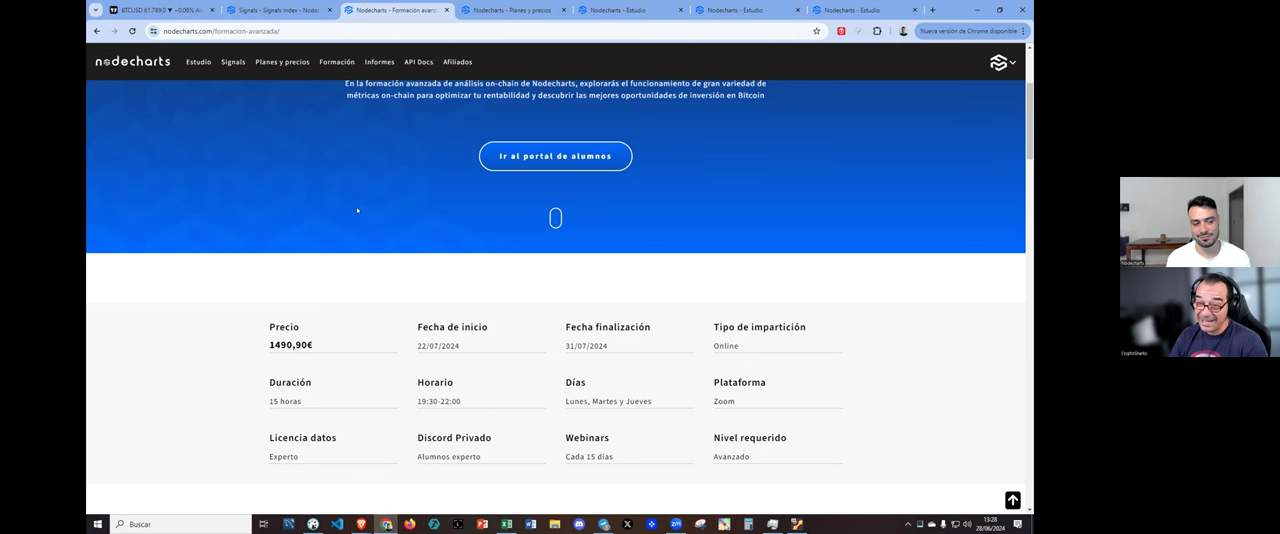 BTCUSD 61.789,0 ▼ −0.06% Al
Signals - Signals Index - Node
Nodecharts - Formación avan
Nodecharts - Planes y precios
Nodecharts - Estudio
Nodecharts - Estudio
Nodecharts - Estudio
nodecharts.com/formacion-avanzada/
Nueva versión de Chrome disponible
nodecharts
Estudio
Signals
Planes y precios
Formación
Informes
API Docs
Afiliados
En la formación avanzada de análisis on-chain de Nodecharts, explorarás el funcionamiento de gran variedad de
métricas on-chain para optimizar tu rentabilidad y descubrir las mejores oportunidades de inversión en Bitcoin
Ir al portal de alumnos
Precio
1490,90€
Fecha de inicio
22/07/2024
Fecha finalización
31/07/2024
Tipo de impartición
Online
Duración
15 horas
Horario
19:30-22:00
Días
Lunes, Martes y Jueves
Plataforma
Zoom
Licencia datos
Experto
Discord Privado
Alumnos experto
Webinars
Cada 15 días
Nivel requerido
Avanzado
Nodecharts
CryptoSharks
Buscar
13:28
28/06/2024